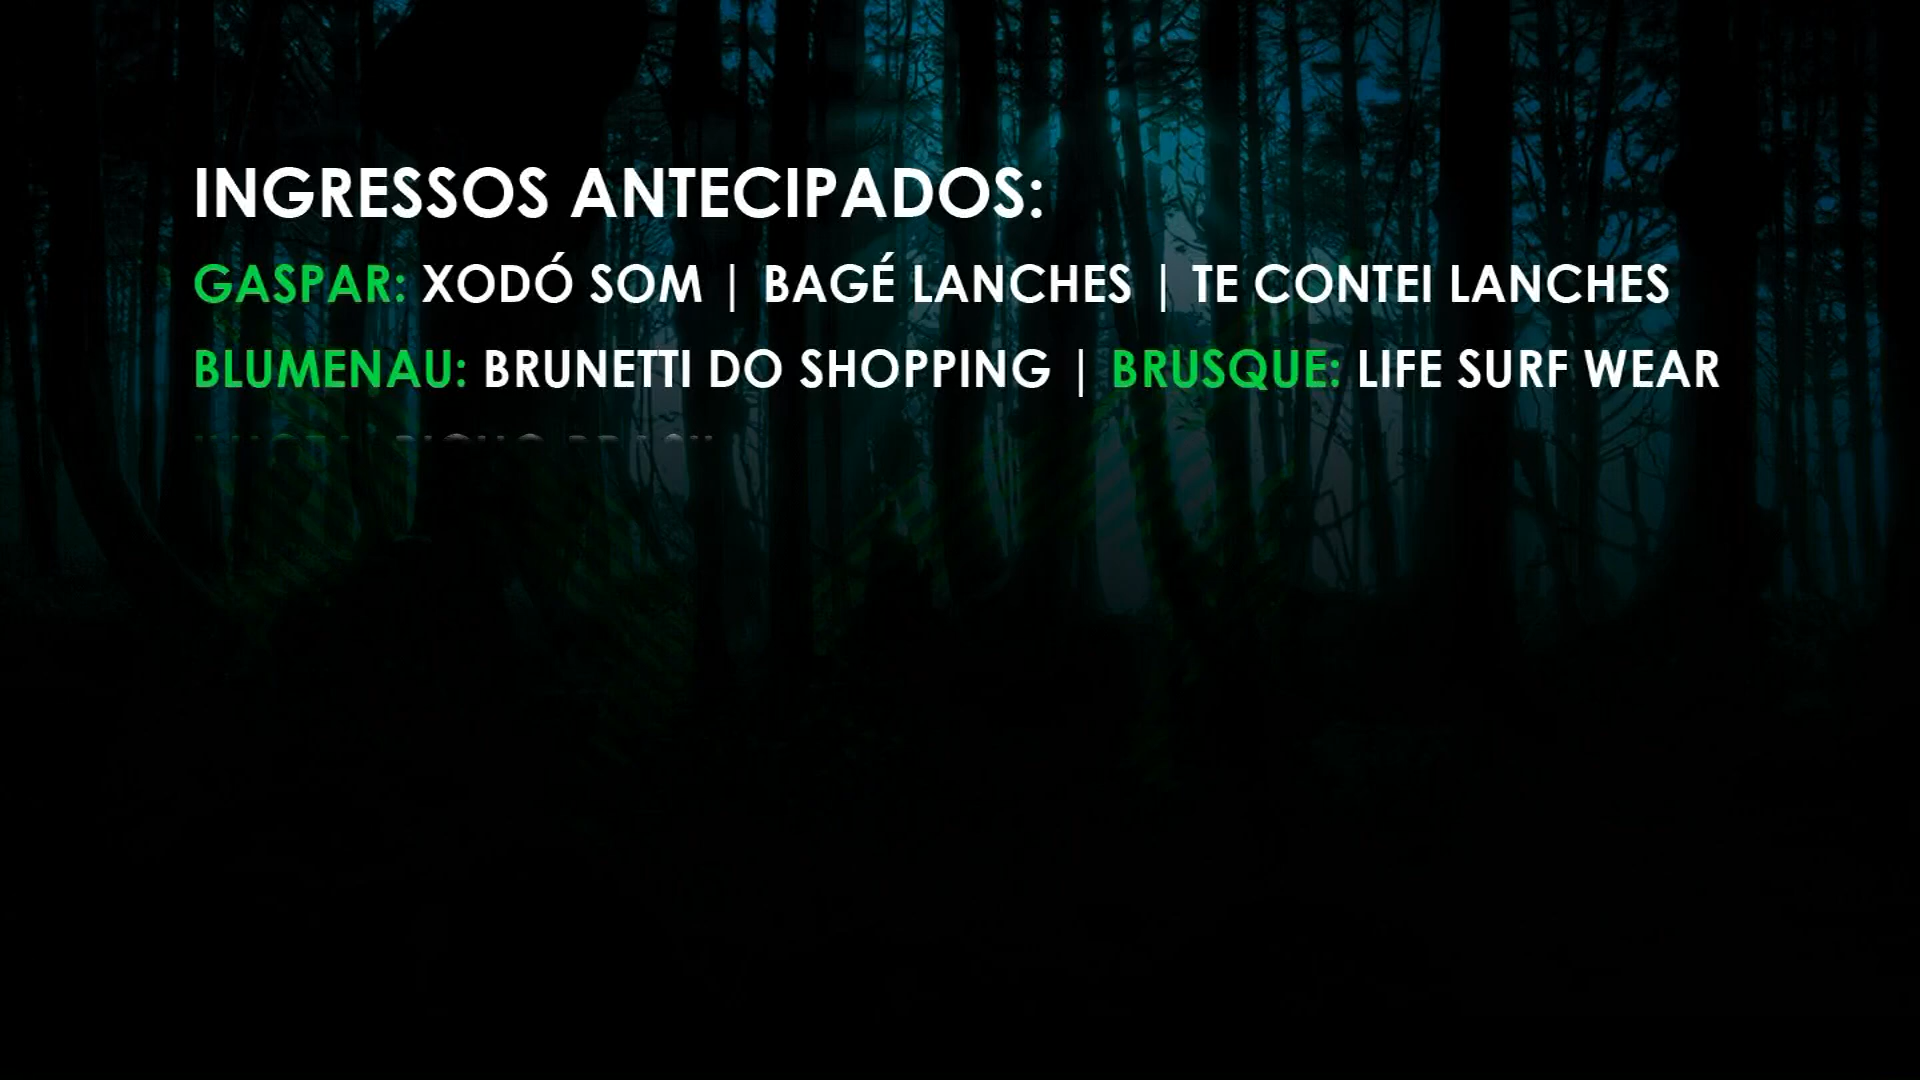 INGRESSOS ANTECIPADOS:
GASPAR: XODÓ SOM | BAGÉ LANCHES | TE CONTEI LANCHES
BLUMENAU: BRUNETTI DO SHOPPING | BRUSQUE: LIFE SURF WEAR